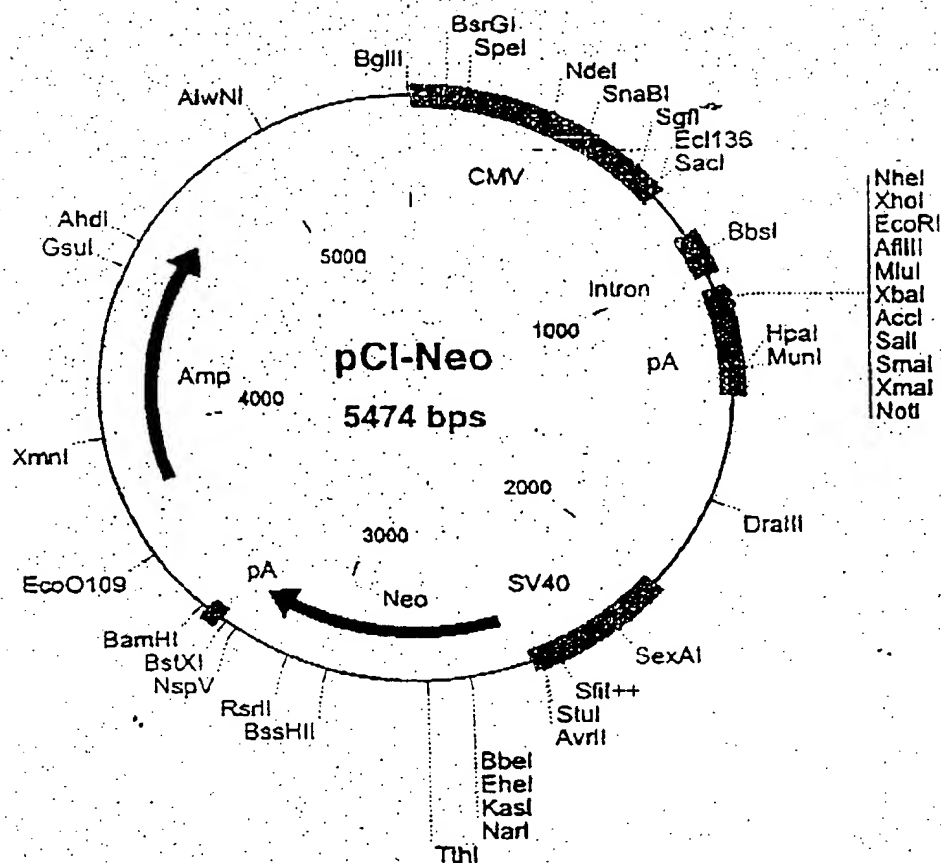 BsrGI
SpeI
BglII
NdeI
SnaBI
AlwNI
SgfI
Ecl136
SacI
CMV
NheI
XhoI
EcoRI
AflIII
MluI
XbaI
AccI
SalI
SmaI
XmaI
NotI
AhdI
GsuI
BbsI
5000
Intron
1000
HpaI
MunI
pCI-Neo
pA
Amp
4000
5474 bps
XmnI
2000
DraIII
3000
EcoO109
pA
Neo
SV40
BamHI
BstXI
NspV
SexAI
RsrII
BssHII
SfiI++
StuI
AvrII
BbeI
EheI
KasI
NarI
TthI